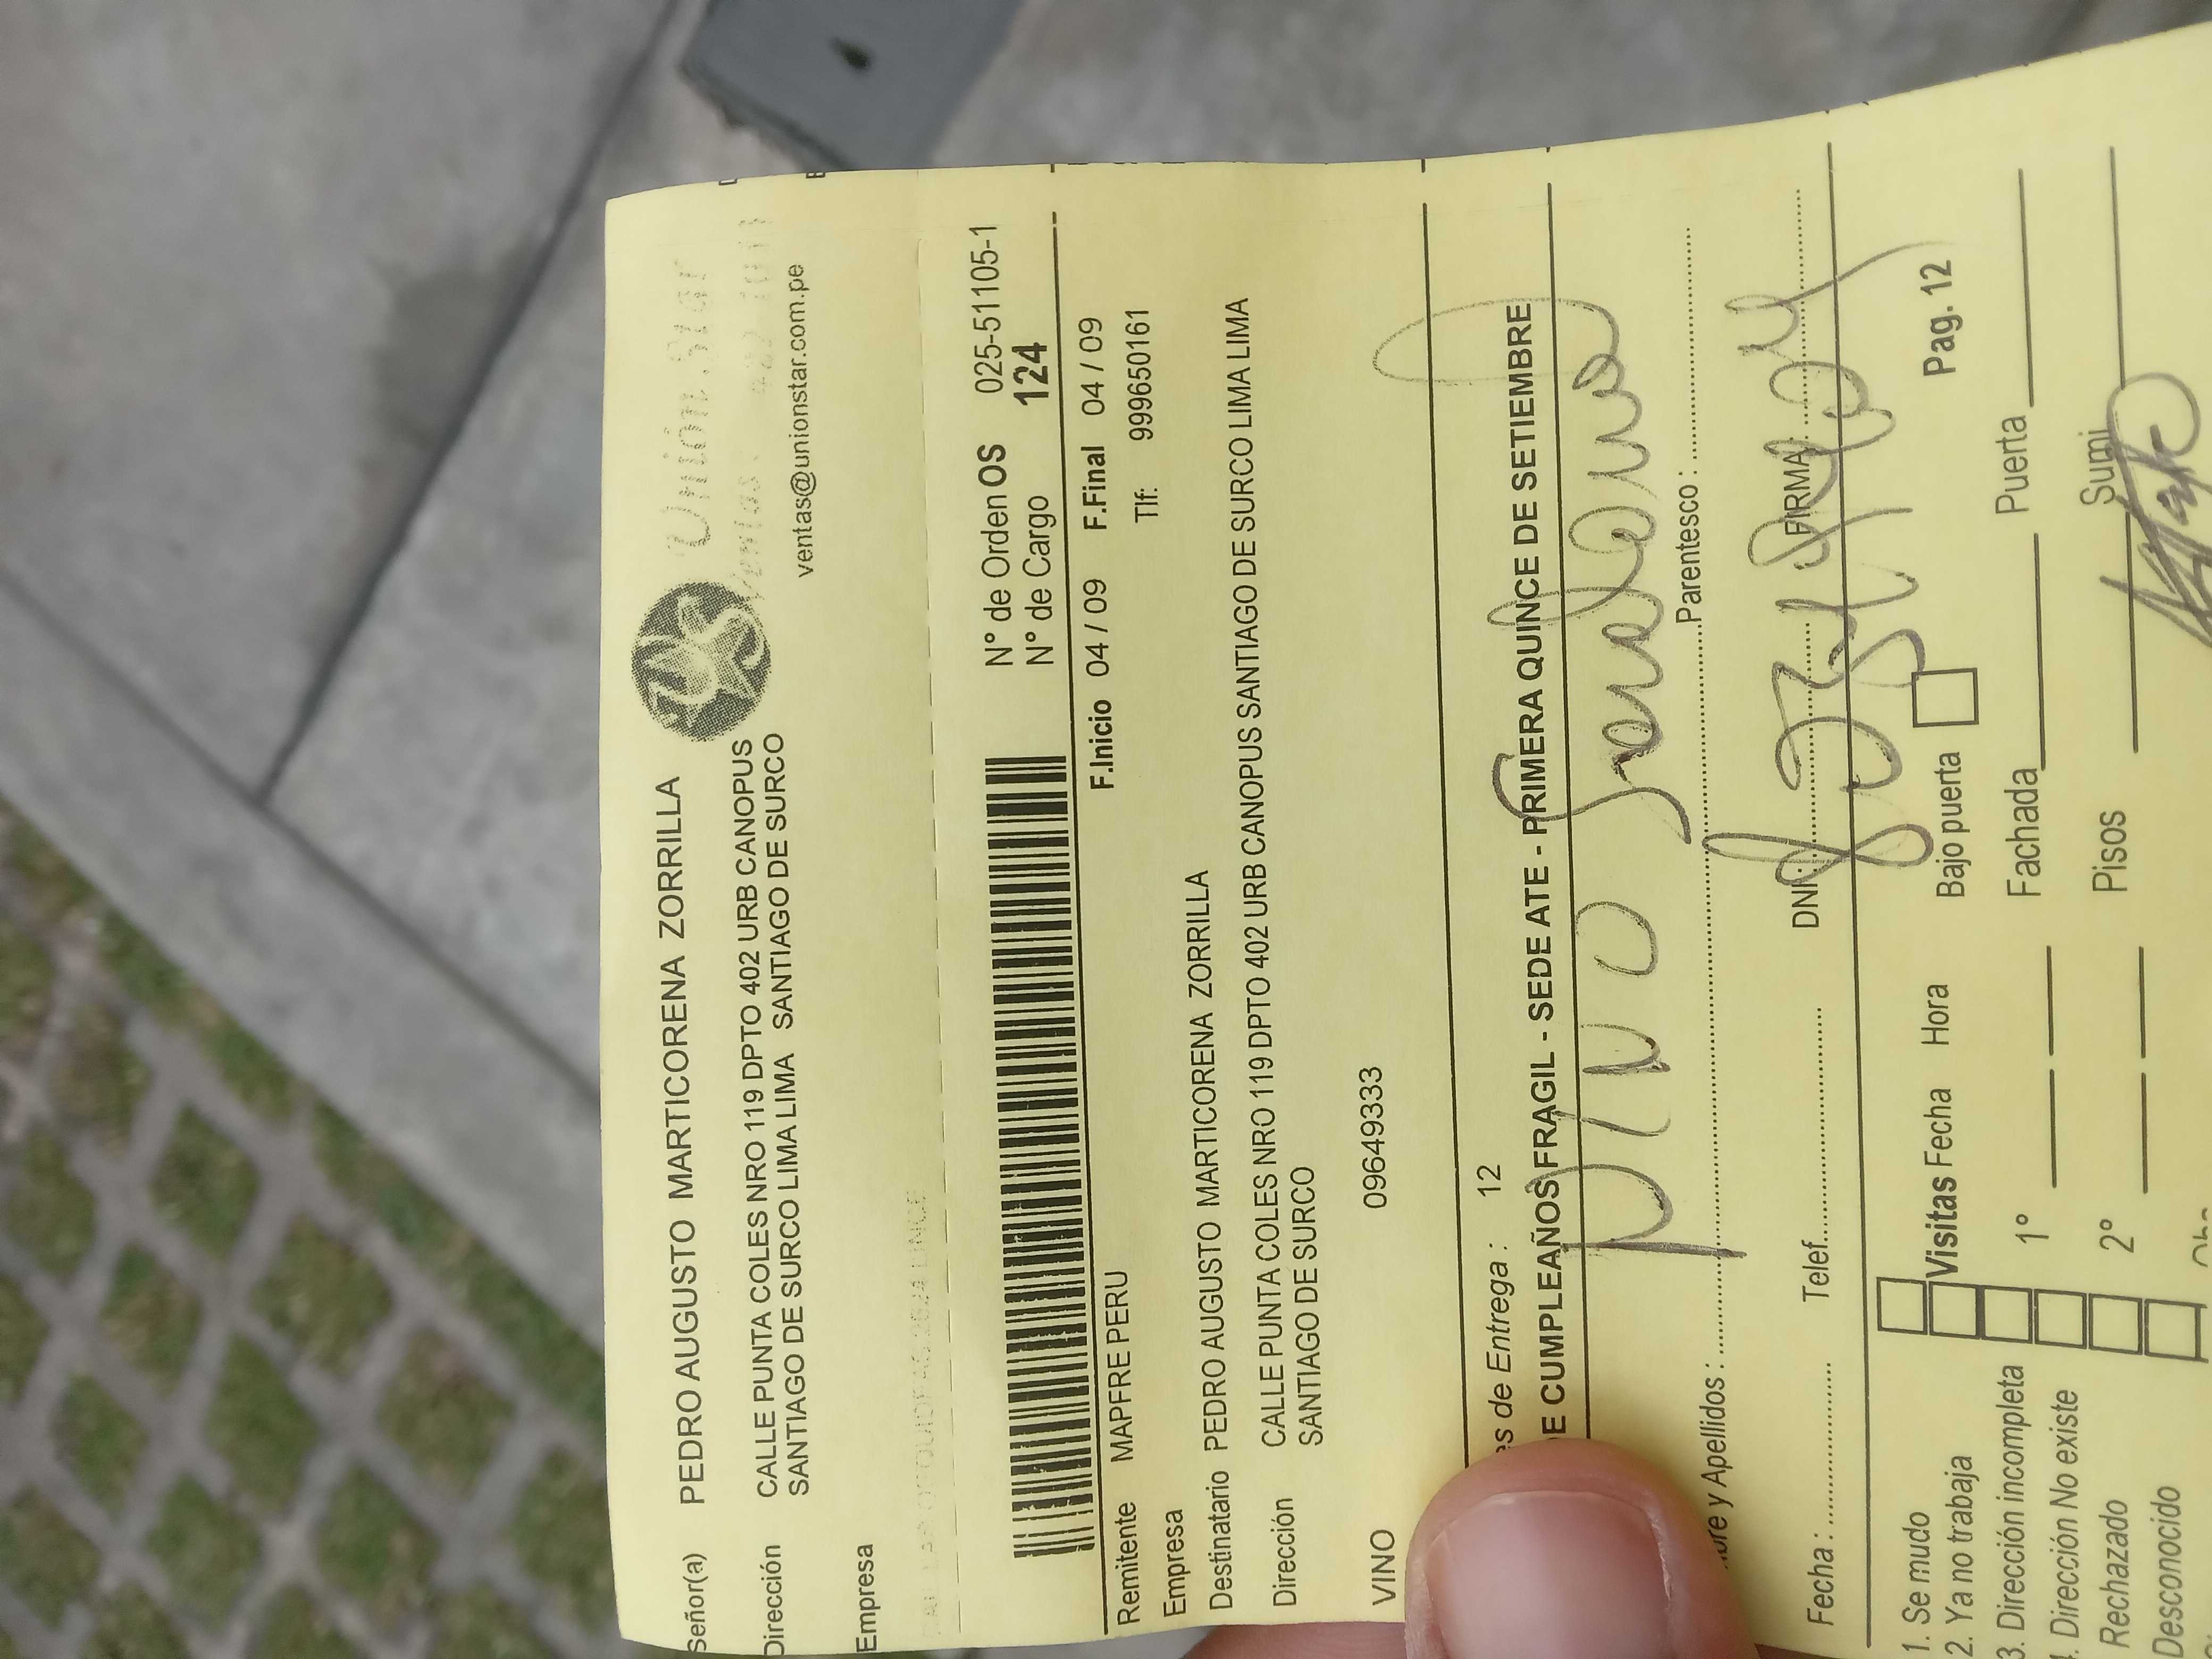 Señor(a) PEDRO AUGUSTO MARTICORENA ZORRILLA
Unión Star
Dirección CALLE PUNTA COLES NRO 119 DPTO 402 URB CANOPUS
SANTIAGO DE SURCO LIMA LIMA SANTIAGO DE SURCO
ventas@unionstar.com.pe
Empresa
N° de Orden OS 025-51105-1
N° de Cargo 124
F.Inicio 04 / 09 F.Final 04 / 09
Remitente MAPFRE PERU Tlf: 999650161
Empresa
Destinatario PEDRO AUGUSTO MARTICORENA ZORRILLA
Dirección CALLE PUNTA COLES NRO 119 DPTO 402 URB CANOPUS SANTIAGO DE SURCO LIMA LIMA
SANTIAGO DE SURCO
VINO 09649333
de Entrega : 12
CUMPLEAÑOS FRAGIL - SEDE ATE - PRIMERA QUINCE DE SETIEMBRE
y Apellidos : Parentesco :
Fecha : Telef. DNI. FIRMA
1. Se mudo
2. Ya no trabaja Visitas Fecha Hora Bajo puerta Pag. 12
3. Dirección incompleta 1° Fachada Puerta
. Dirección No existe
Rechazado 2° Pisos Sumi
Desconocido